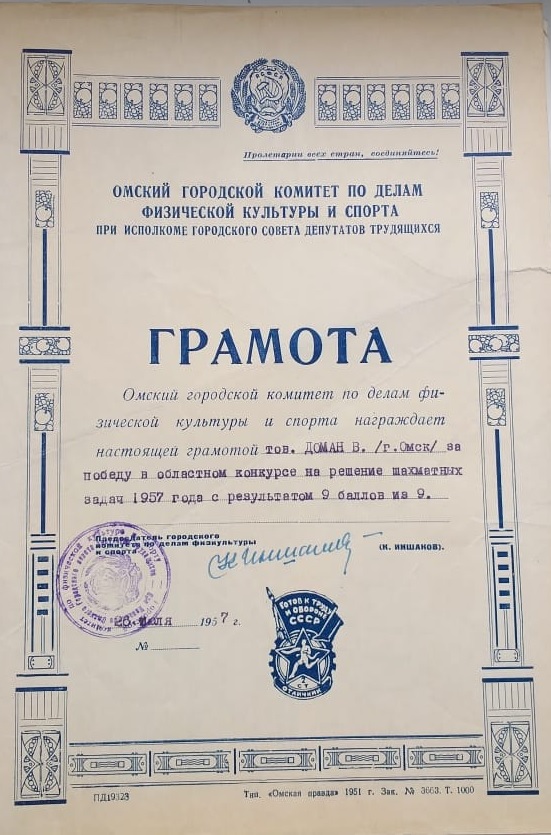 РСФСР
Пролетарии всех стран, соединяйтесь!
ОМСКИЙ ГОРОДСКОЙ КОМИТЕТ ПО ДЕЛАМ
ФИЗИЧЕСКОЙ КУЛЬТУРЫ И СПОРТА
ПРИ ИСПОЛКОМЕ ГОРОДСКОГО СОВЕТА ДЕПУТАТОВ ТРУДЯЩИХСЯ
ГРАМОТА
Омский городской комитет по делам фи-
зической культуры и спорта награждает
настоящей грамотой тов. ДОМАН В. /г.Омск/ за
победу в областном конкурсе на решение шахматных
задач 1957 года с результатом 9 баллов из 9.
Председатель городского
комитета по делам физкультуры
и спорта
(Н. ИНШАКОВ).
июля 1957 г.
№
ГОТОВ К ТРУДУ
И ОБОРОНЕ
СССР
СТ
ОТЛИЧНИК
ПД19323
Тип. «Омская правда» 1951 г. Зак. № 3663. Т. 1000